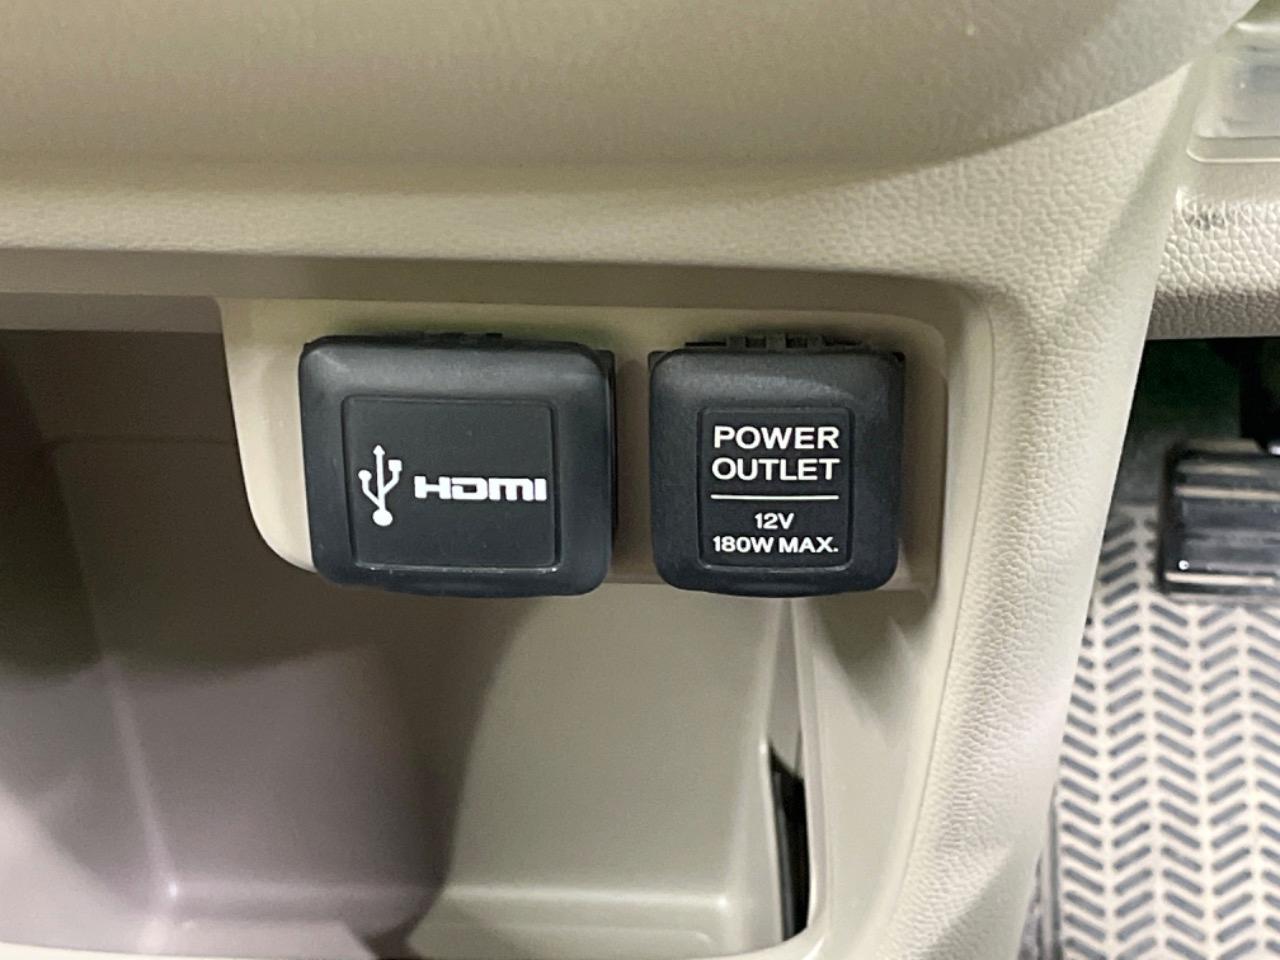 HDMI
POWER
OUTLET
12V
180W MAX.